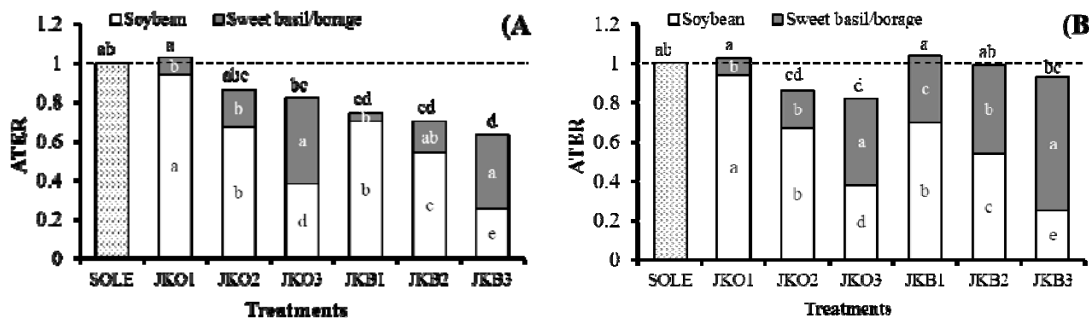 Soybean Sweet basil/borage (A
1.2
1
0.8
0.6
0.4
0.2
0
ATER
ab a abc bc cd cd d
b b a b ab a
a b d b c e
SOLE JKO1 JKO2 JKO3 JKB1 JKB2 JKB3
Treatments
Soybean Sweet basil/borage (B
1.2
1
0.8
0.6
0.4
0.2
0
ATER
ab a cd d a ab bc
b b a c b a
a b d b c e
SOLE JKO1 JKO2 JKO3 JKB1 JKB2 JKB3
Treatments